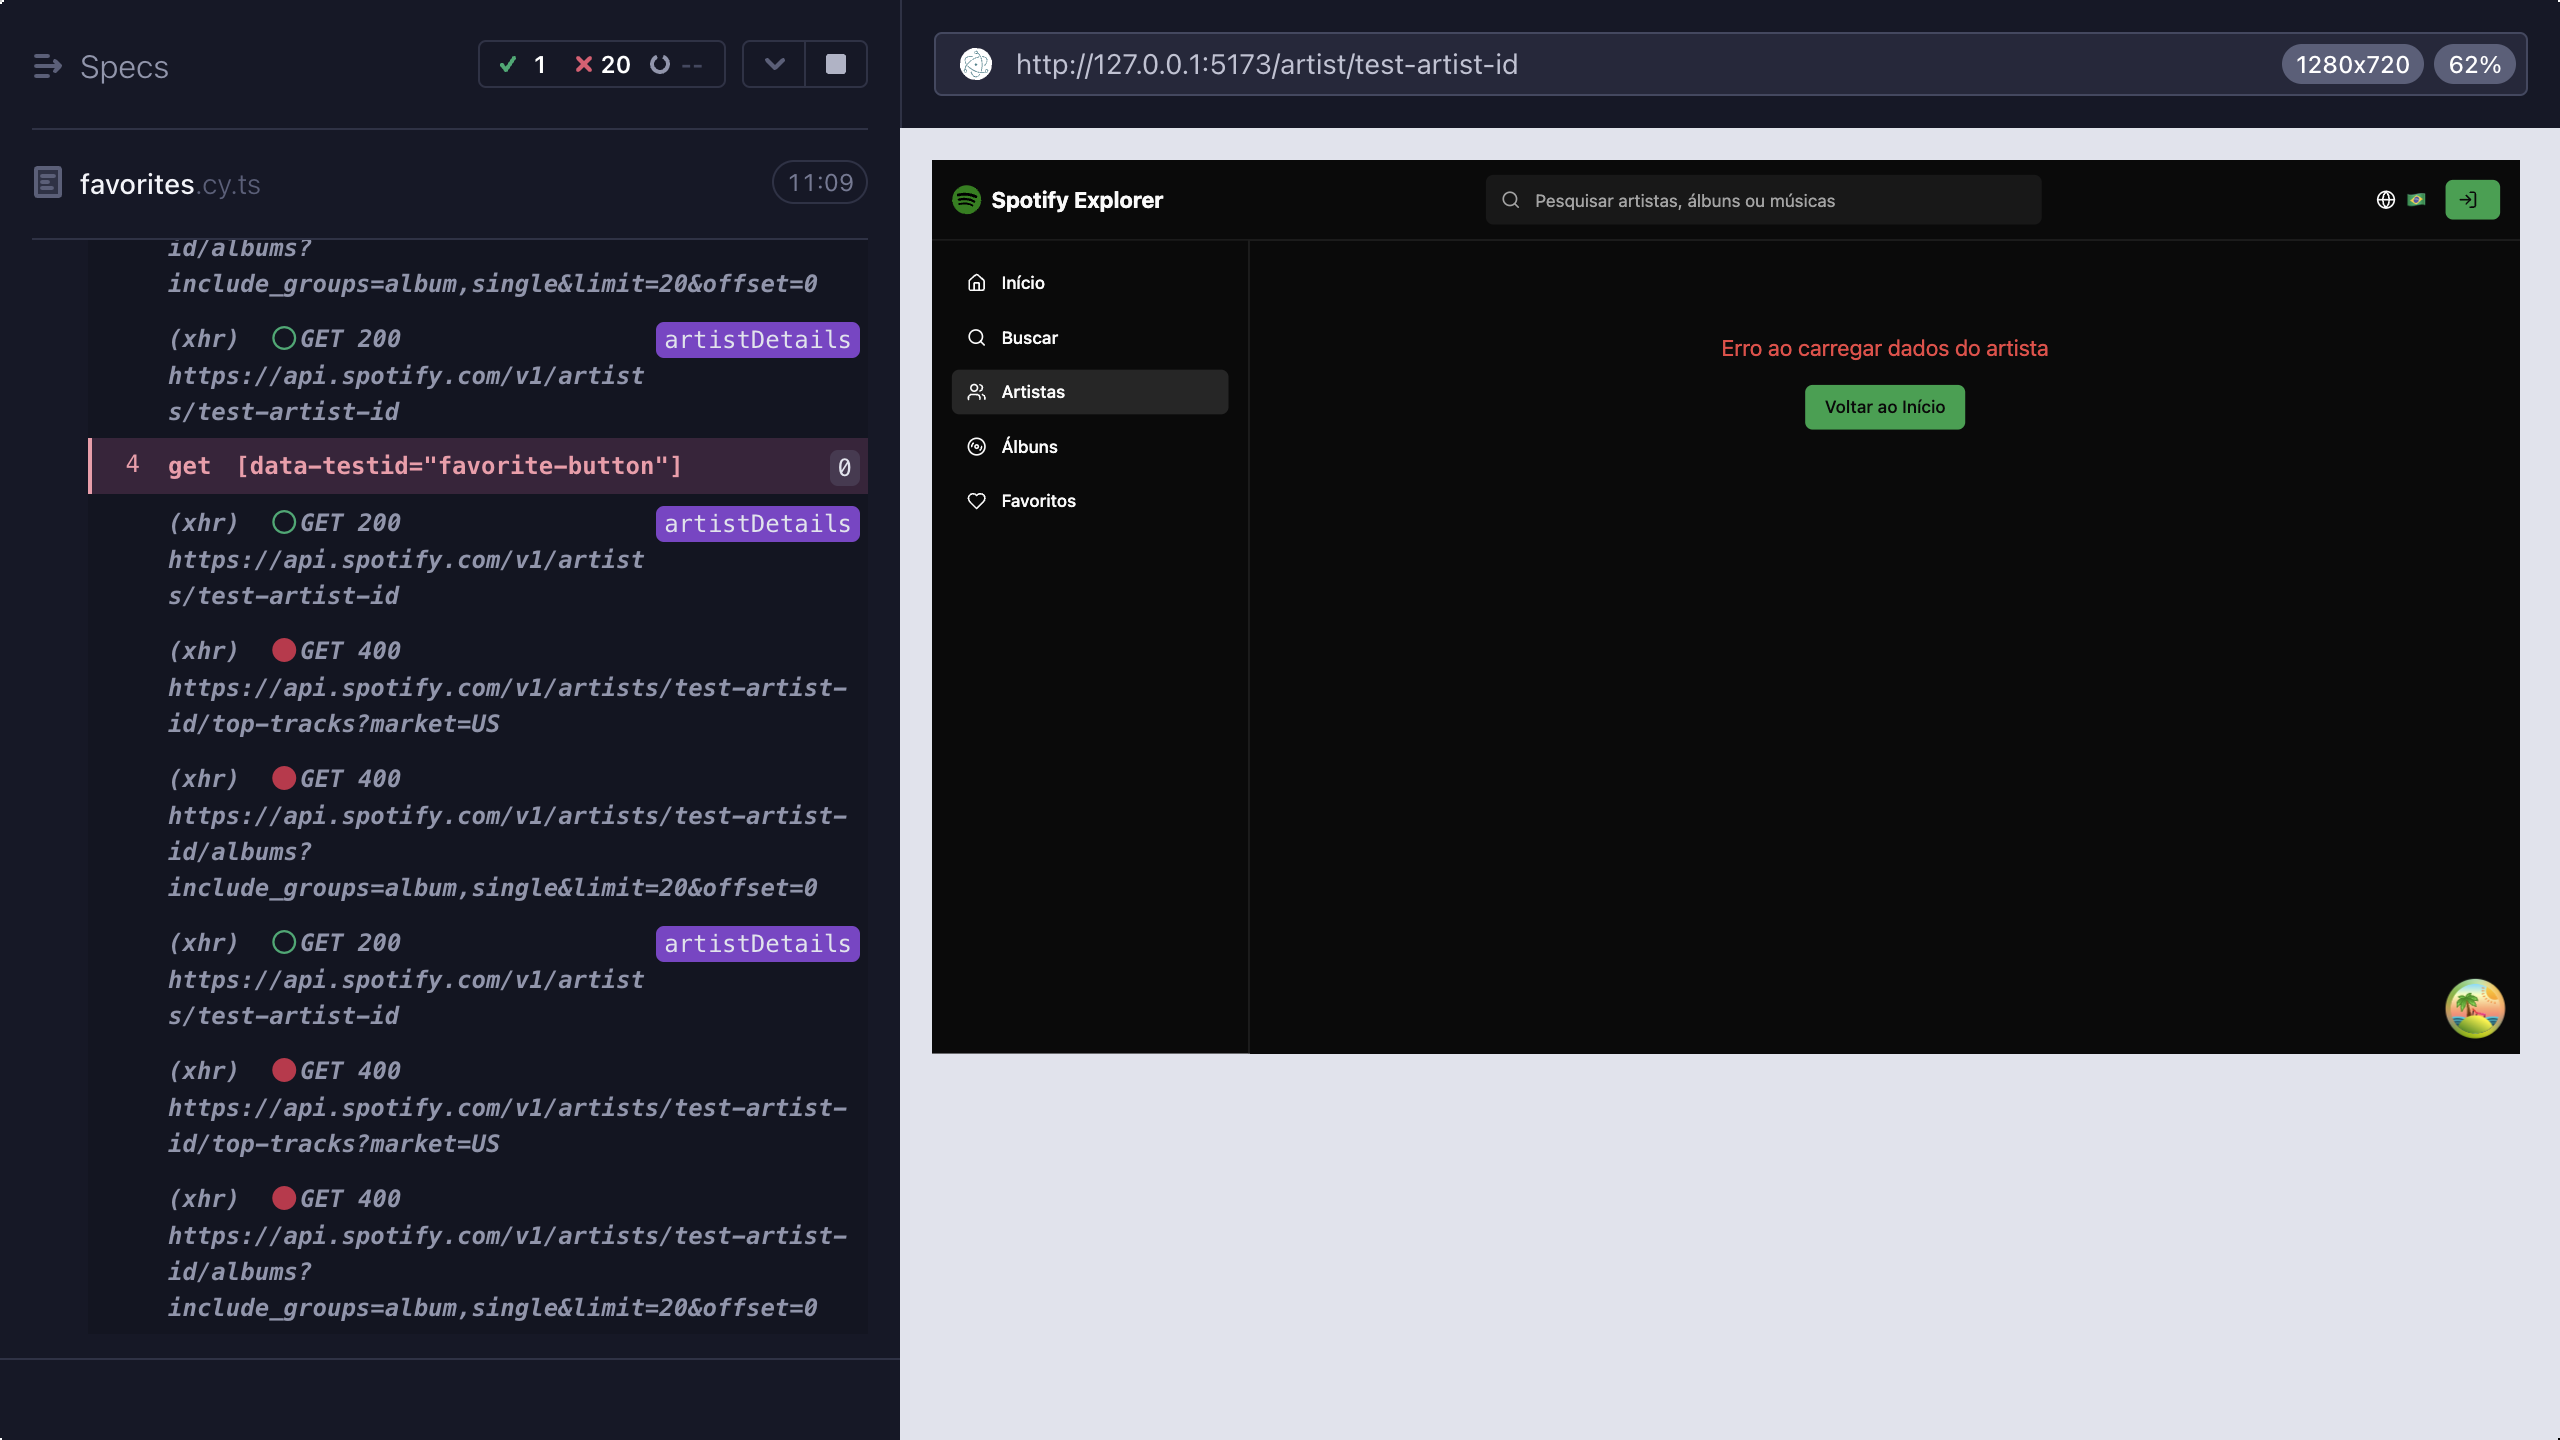 Specs
1
20
--
favorites.cy.ts
11:09
id/albums?
include_groups=album,single&limit=20&offset=0
(xhr) GET 200 artistDetails
https://api.spotify.com/v1/artist
s/test-artist-id
4 get [data-testid="favorite-button"] 0
(xhr) GET 200 artistDetails
https://api.spotify.com/v1/artist
s/test-artist-id
(xhr) GET 400
https://api.spotify.com/v1/artists/test-artist-
id/top-tracks?market=US
(xhr) GET 400
https://api.spotify.com/v1/artists/test-artist-
id/albums?
include_groups=album,single&limit=20&offset=0
(xhr) GET 200 artistDetails
https://api.spotify.com/v1/artist
s/test-artist-id
(xhr) GET 400
https://api.spotify.com/v1/artists/test-artist-
id/top-tracks?market=US
(xhr) GET 400
https://api.spotify.com/v1/artists/test-artist-
id/albums?
include_groups=album,single&limit=20&offset=0
http://127.0.0.1:5173/artist/test-artist-id
1280x720
62%
Spotify Explorer
Pesquisar artistas, álbuns ou músicas
Início
Buscar
Artistas
Álbuns
Favoritos
Erro ao carregar dados do artista
Voltar ao Início